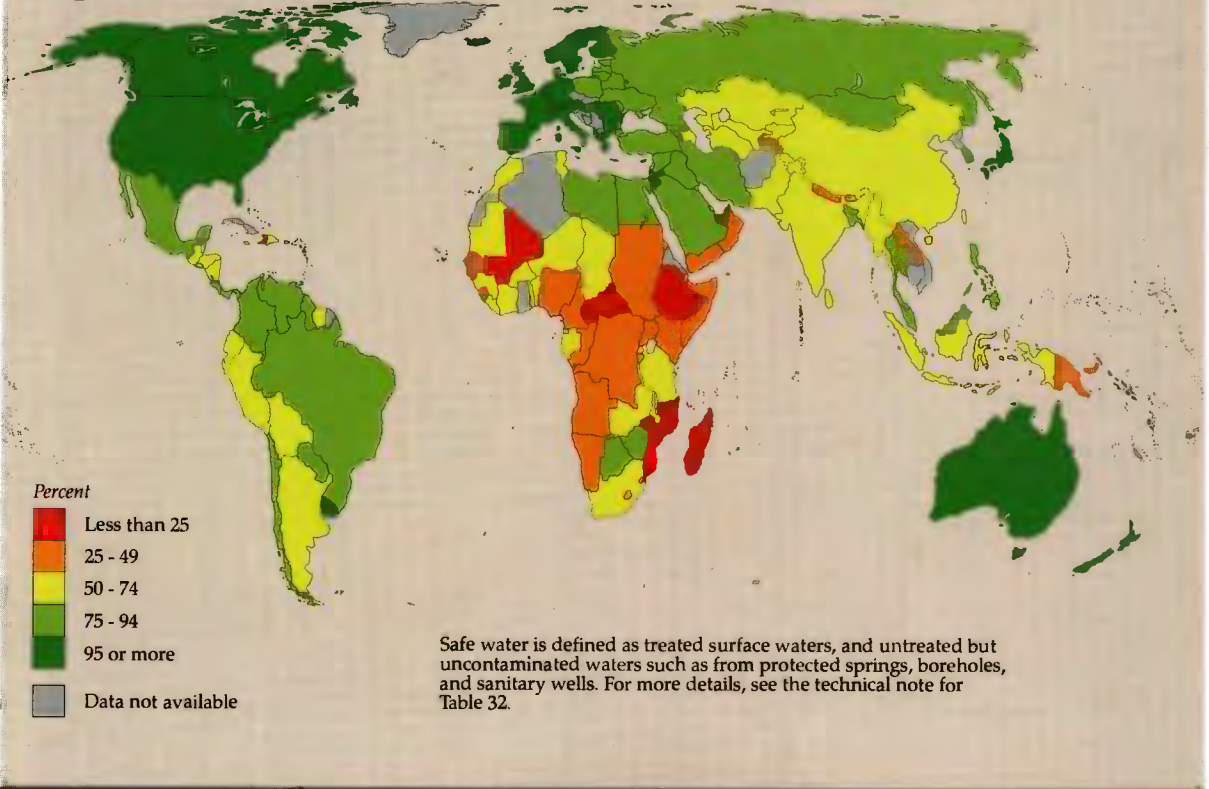 Percent
Less than 25
25 - 49
50 - 74
75 - 94
95 or more
Data not available
Safe water is defined as treated surface waters, and untreated but
uncontaminated waters such as from protected springs, boreholes,
and sanitary wells. For more details, see the technical note for
Table 32.